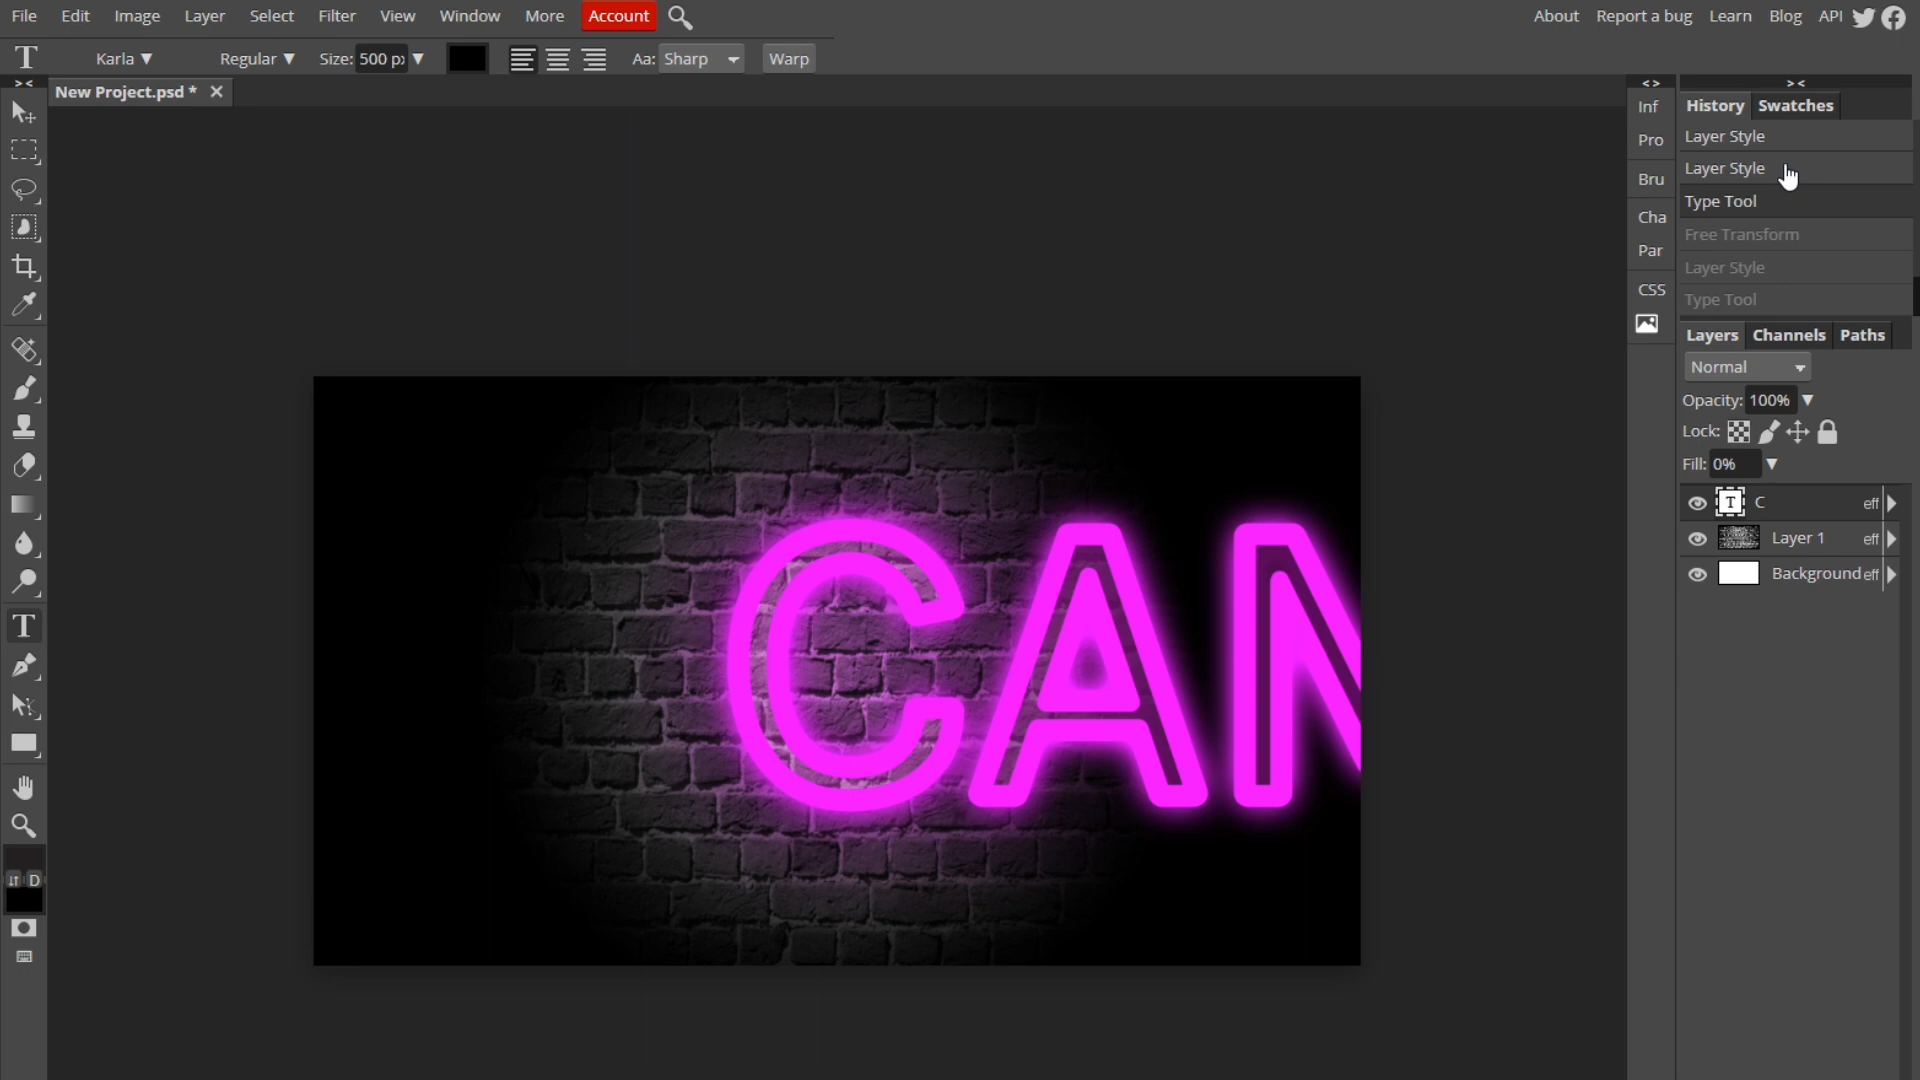 File Edit Image Layer Select Filter View Window More Account About Report a bug Learn Blog API
T Karla ▼ Regular ▼ Size: 500 px ▼ Aa: Sharp Warp
New Project.psd *
Inf
Pro
Bru
Cha
Par
CSS
History Swatches
Layer Style
Layer Style
Type Tool
Free Transform
Layer Style
Type Tool
Layers Channels Paths
Normal
Opacity: 100% ▼
Lock:
Fill: 0% ▼
T C eff
Layer 1 eff
Background eff
CAN
T
D